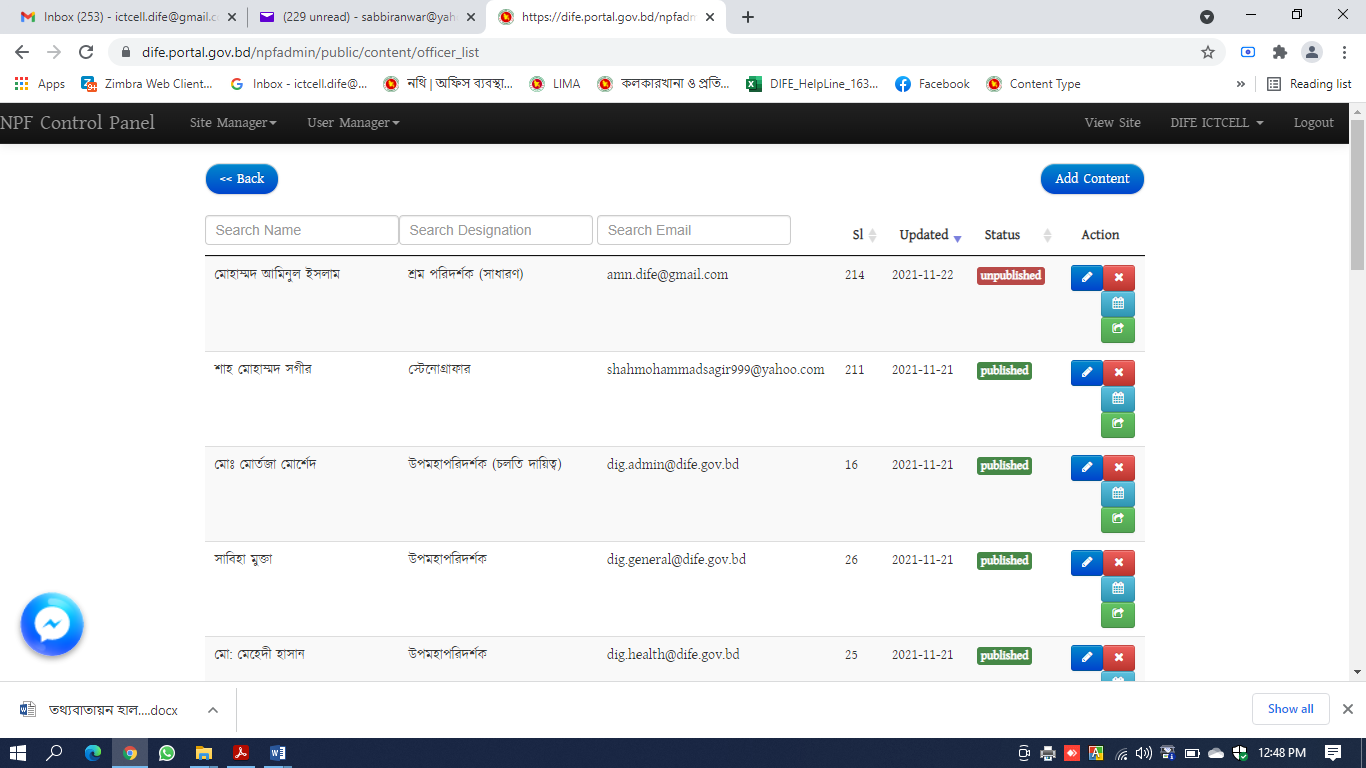 Inbox (253) - ictcell.dife@gmail.c
(229 unread) - sabbiranwar@yah
https://dife.portal.gov.bd/npfadm
dife.portal.gov.bd/npfadmin/public/content/officer_list
Apps Zimbra Web Client... Inbox - ictcell.dife@... নথি | অফিস ব্যবস্থা... LIMA কলকারখানা ও প্রতি... DIFE_HelpLine_163... Facebook Content Type » Reading list
NPF Control Panel Site Manager User Manager View Site DIFE ICTCELL Logout
<< Back Add Content
Search Name Search Designation Search Email Sl Updated Status Action
মোহাম্মদ আমিনুল ইসলাম শ্রম পরিদর্শক (সাধারণ) amn.dife@gmail.com 214 2021-11-22 unpublished
শাহ মোহাম্মদ সগীর স্টেনোগ্রাফার shahmohammadsagir999@yahoo.com 211 2021-11-21 published
মোঃ মোর্তজা মোর্শেদ উপমহাপরিদর্শক (চলতি দায়িত্ব) dig.admin@dife.gov.bd 16 2021-11-21 published
সাবিহা মুক্তা উপমহাপরিদর্শক dig.general@dife.gov.bd 26 2021-11-21 published
মো: মেহেদী হাসান উপমহাপরিদর্শক dig.health@dife.gov.bd 25 2021-11-21 published
তথ্যবাতায়ন হাল....docx Show all
12:48 PM